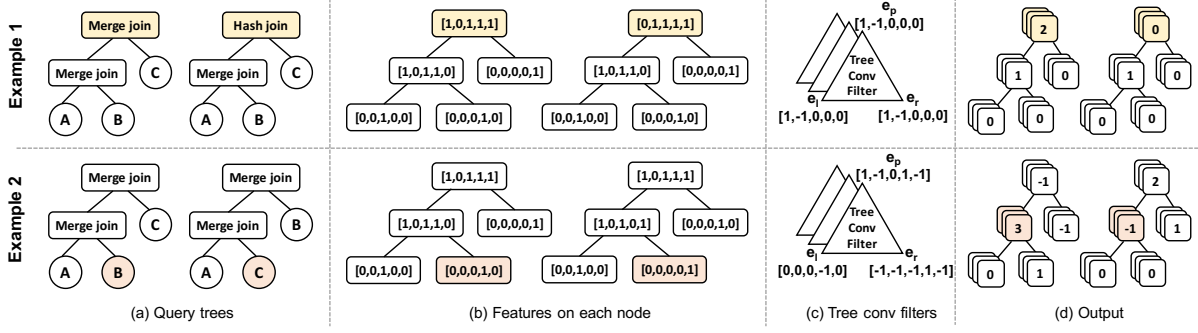 Example 1
Merge join
Hash join
Merge join
C
Merge join
C
A
B
A
B
[1,0,1,1,1]
[0,1,1,1,1]
[1,0,1,1,0]
[0,0,0,0,1]
[1,0,1,1,0]
[0,0,0,0,1]
[0,0,1,0,0]
[0,0,0,1,0]
[0,0,1,0,0]
[0,0,0,1,0]
ep
[1,-1,0,0,0]
Tree
Conv
Filter
el
er
[1,-1,0,0,0]
[1,-1,0,0,0]
2
0
1
0
1
0
0
0
0
0
Example 2
Merge join
Merge join
Merge join
C
Merge join
B
A
B
A
C
[1,0,1,1,1]
[1,0,1,1,1]
[1,0,1,1,0]
[0,0,0,0,1]
[1,0,1,0,1]
[0,0,0,1,0]
[0,0,1,0,0]
[0,0,0,1,0]
[0,0,1,0,0]
[0,0,0,0,1]
ep
[1,-1,0,1,-1]
Tree
Conv
Filter
el
er
[0,0,0,-1,0]
[-1,-1,-1,1,-1]
-1
2
3
-1
-1
1
0
1
0
0
(a) Query trees
(b) Features on each node
(c) Tree conv filters
(d) Output